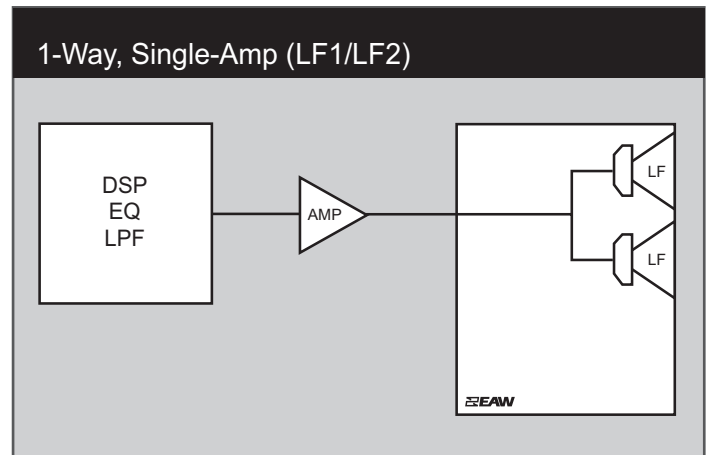 1-Way, Single-Amp (LF1/LF2)
DSP
EQ
LPF
AMP
LF
LF
EAW